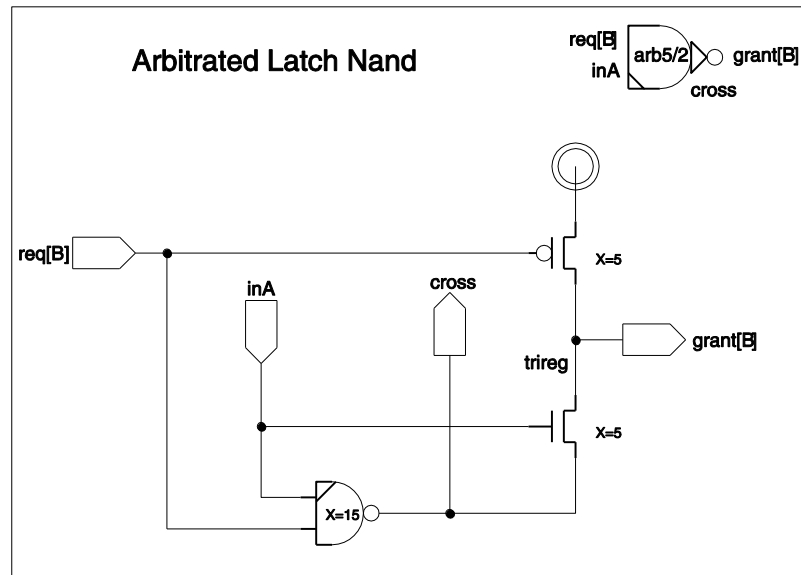 Arbitrated Latch Nand
req[B]
inA
arb5/2
grant[B]
cross
req[B]
inA
cross
X=5
trireg
grant[B]
X=5
X=15